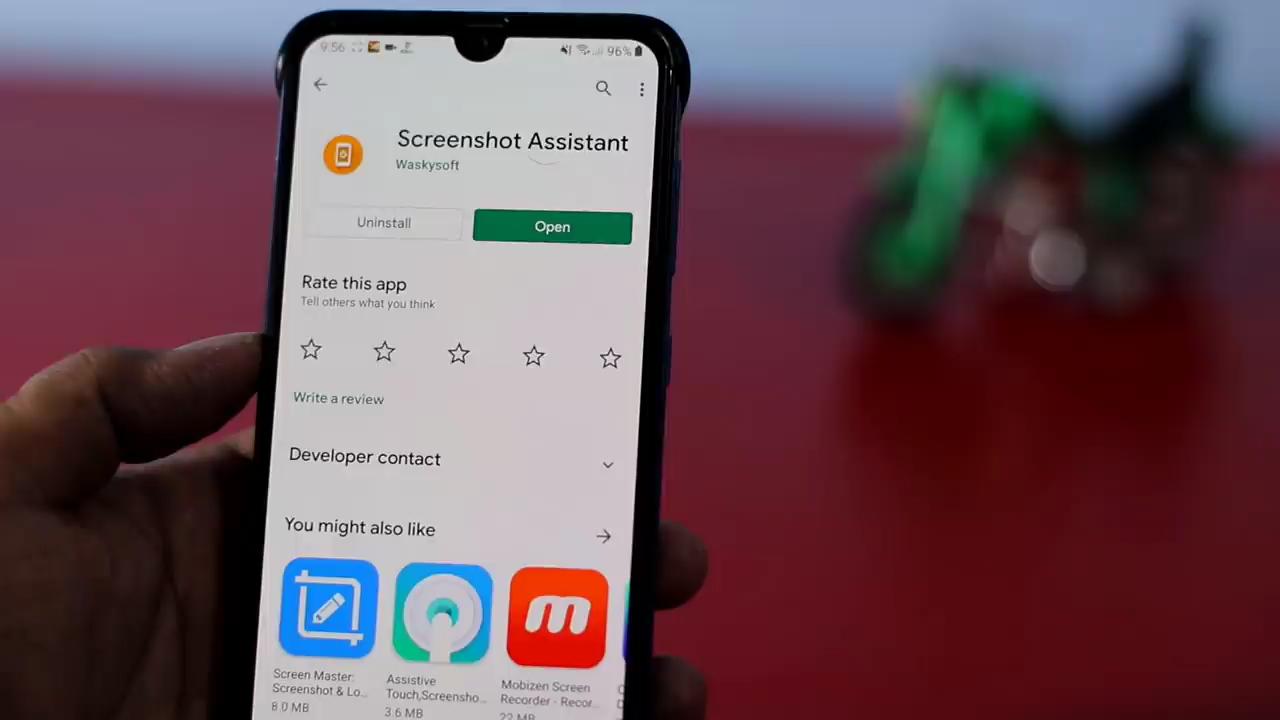 9:56 96%
Screenshot Assistant
Waskysoft
Uninstall Open
Rate this app
Tell others what you think
Write a review
Developer contact
You might also like
Screen Master:
Screenshot & Lo...
8.0 MB
Assistive
Touch,Screensho...
3.6 MB
Mobizen Screen
Recorder - Recor...
22 MB